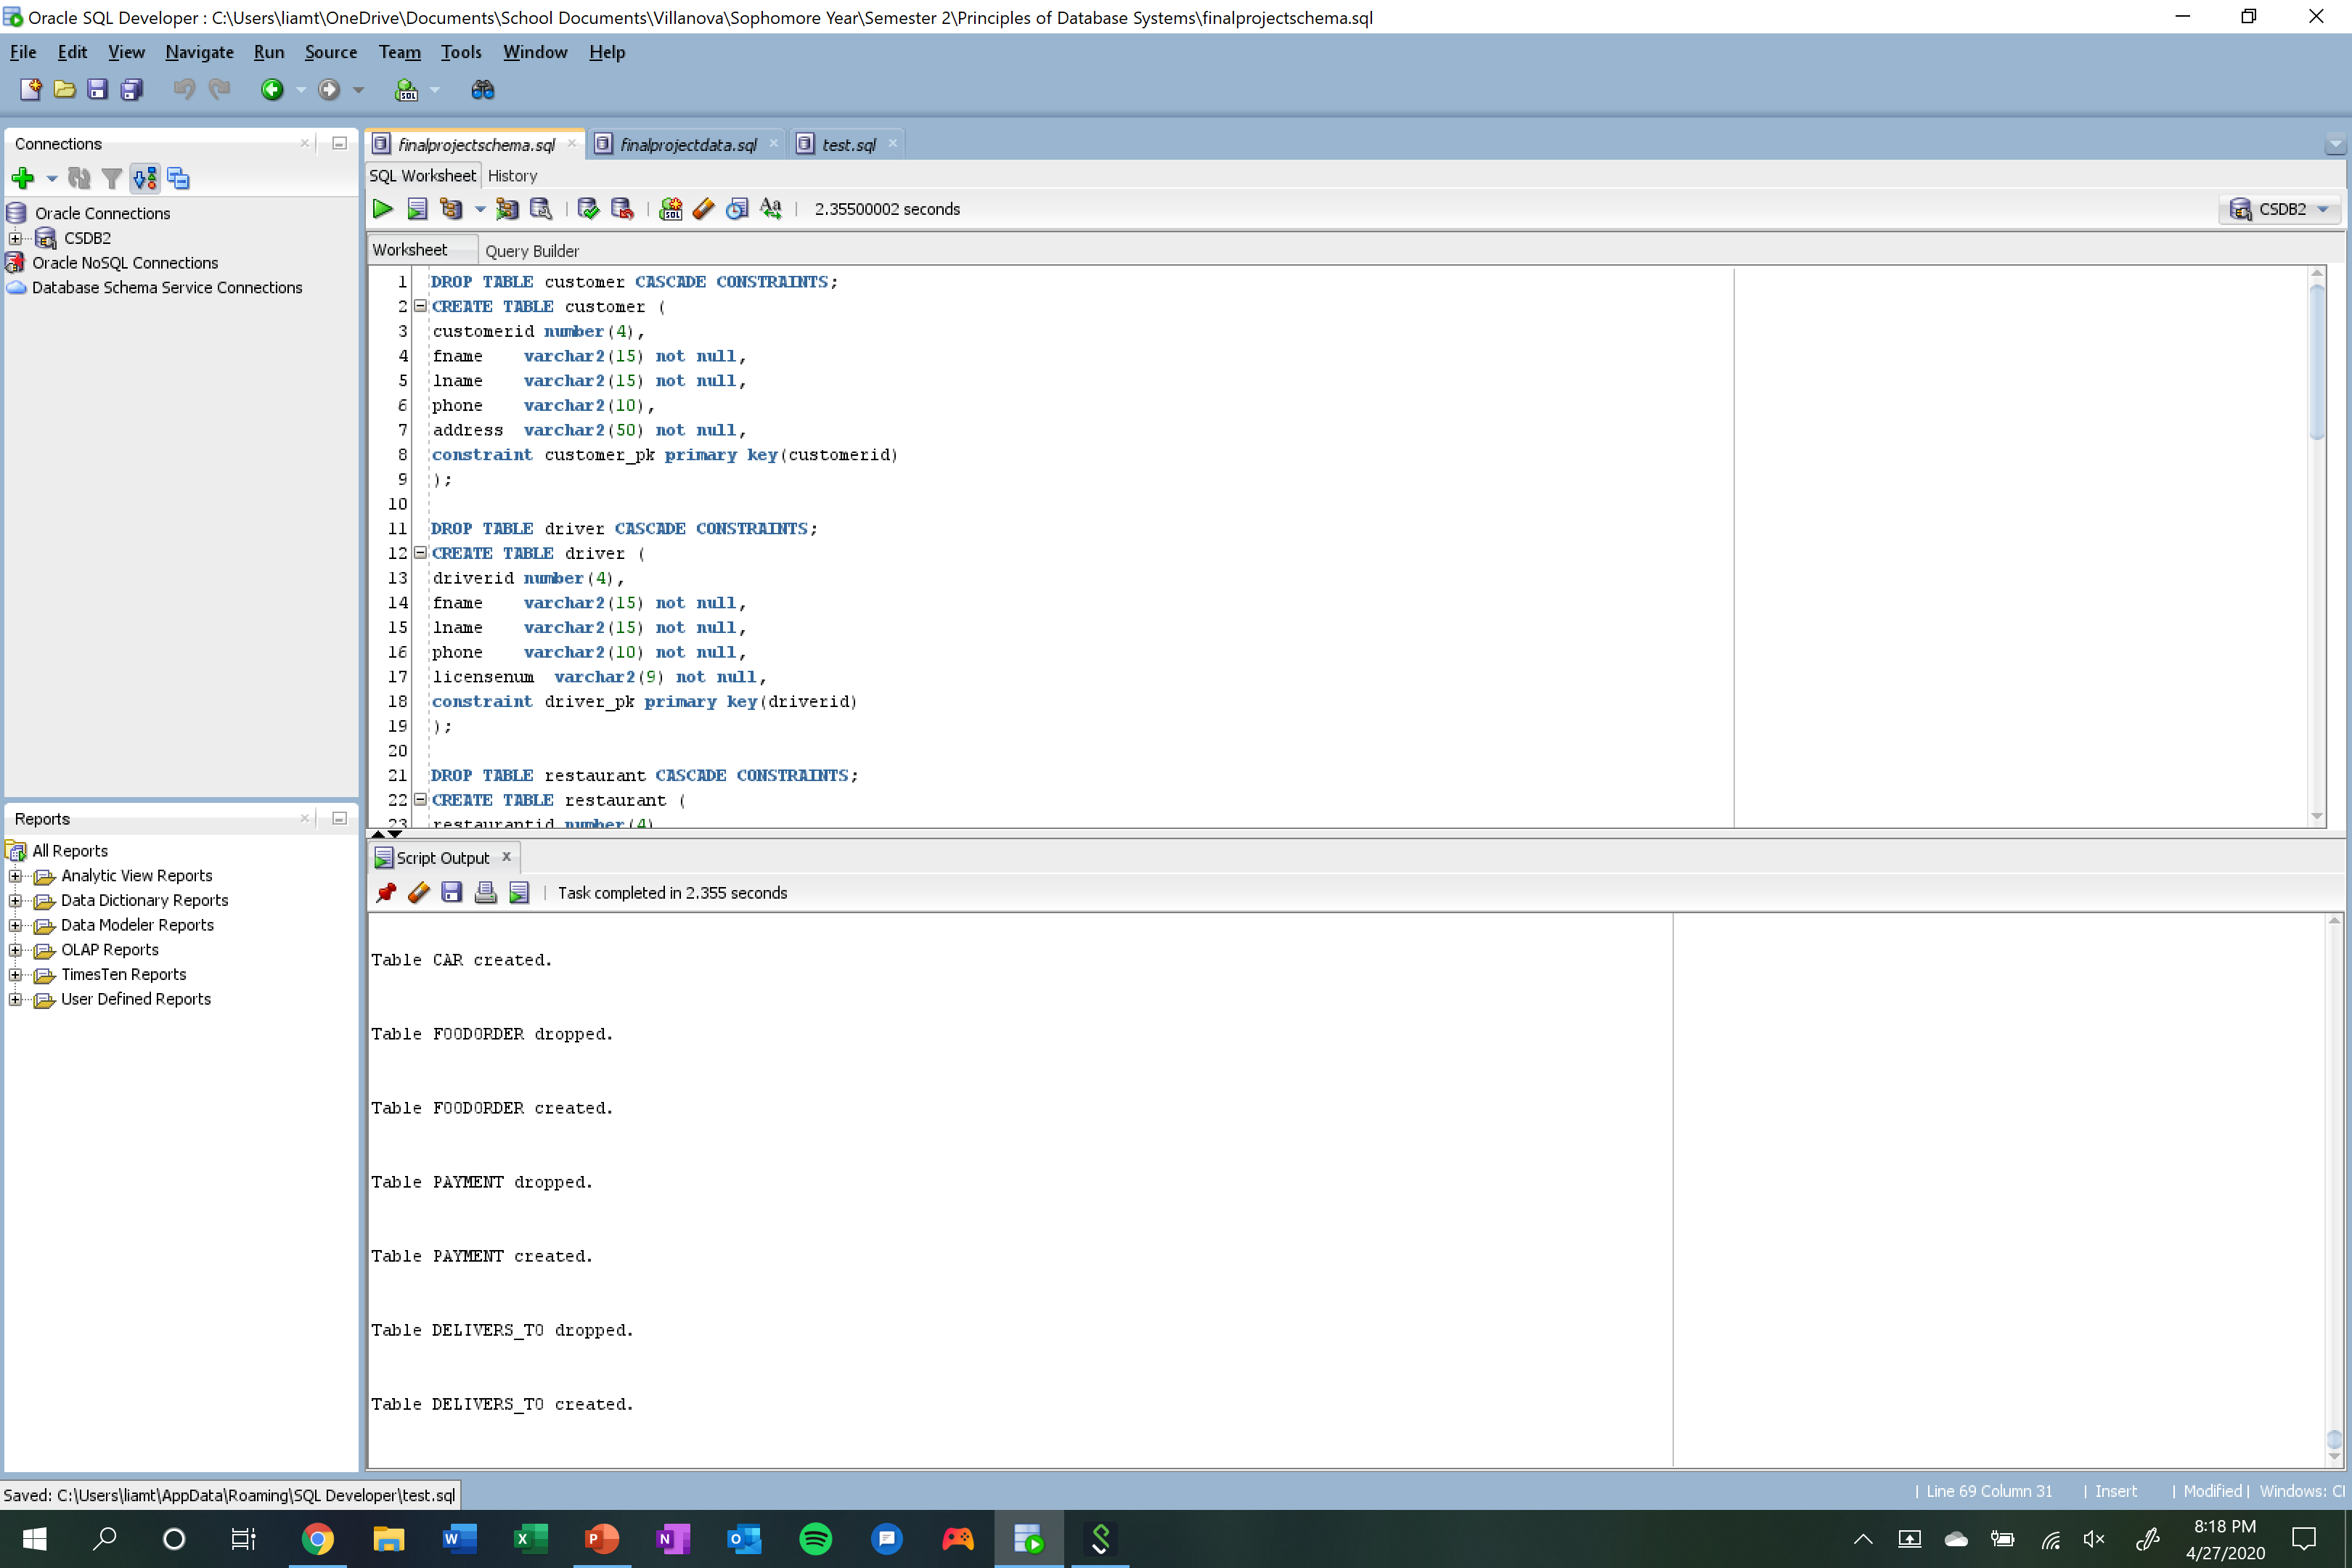 Oracle SQL Developer : C:\Users\liamt\OneDrive\Documents\School Documents\Villanova\Sophomore Year\Semester 2\Principles of Database Systems\finalprojectschema.sql
File Edit View Navigate Run Source Team Tools Window Help
Connections
Oracle Connections
CSDB2
Oracle NoSQL Connections
Database Schema Service Connections
Reports
All Reports
Analytic View Reports
Data Dictionary Reports
Data Modeler Reports
OLAP Reports
TimesTen Reports
User Defined Reports
finalprojectschema.sql finalprojectdata.sql test.sql
SQL Worksheet History
2.35500002 seconds CSDB2
Worksheet Query Builder
1 DROP TABLE customer CASCADE CONSTRAINTS;
2 CREATE TABLE customer (
3 customerid number(4),
4 fname varchar2(15) not null,
5 lname varchar2(15) not null,
6 phone varchar2(10),
7 address varchar2(50) not null,
8 constraint customer_pk primary key(customerid)
9 );
10
11 DROP TABLE driver CASCADE CONSTRAINTS;
12 CREATE TABLE driver (
13 driverid number(4),
14 fname varchar2(15) not null,
15 lname varchar2(15) not null,
16 phone varchar2(10) not null,
17 licensenum varchar2(9) not null,
18 constraint driver_pk primary key(driverid)
19 );
20
21 DROP TABLE restaurant CASCADE CONSTRAINTS;
22 CREATE TABLE restaurant (
23 restaurantid number(4)
Script Output
Task completed in 2.355 seconds
Table CAR created.
Table FOODORDER dropped.
Table FOODORDER created.
Table PAYMENT dropped.
Table PAYMENT created.
Table DELIVERS_TO dropped.
Table DELIVERS_TO created.
Saved: C:\Users\liamt\AppData\Roaming\SQL Developer\test.sql
| Line 69 Column 31 | Insert | Modified | Windows: Cl
8:18 PM
4/27/2020